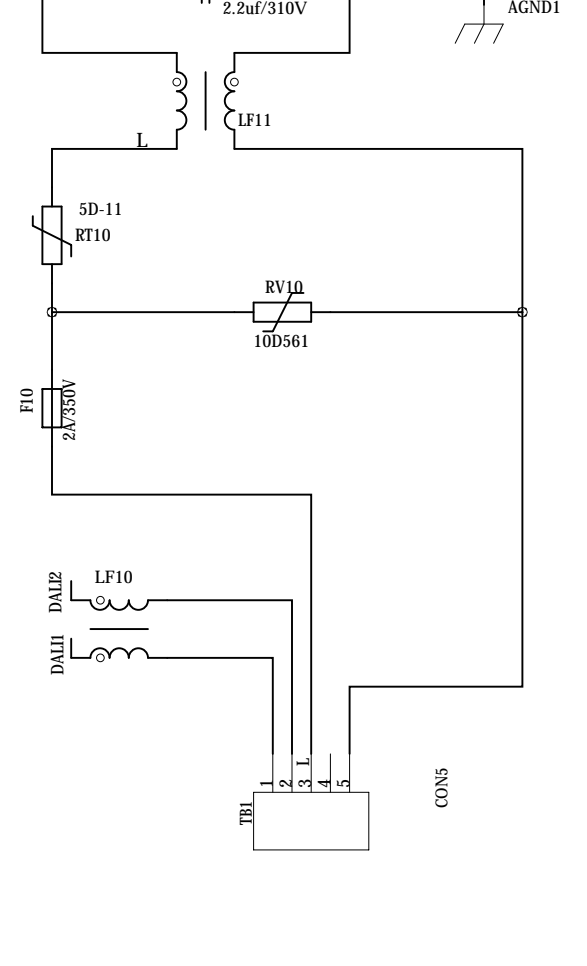 2.2uf/310V
AGND1
LF11
L
5D-11
RT10
RV10
10D561
F10
2A/350V
DALI2
LF10
DALI1
L
1
2
3
4
5
TB1
CON5